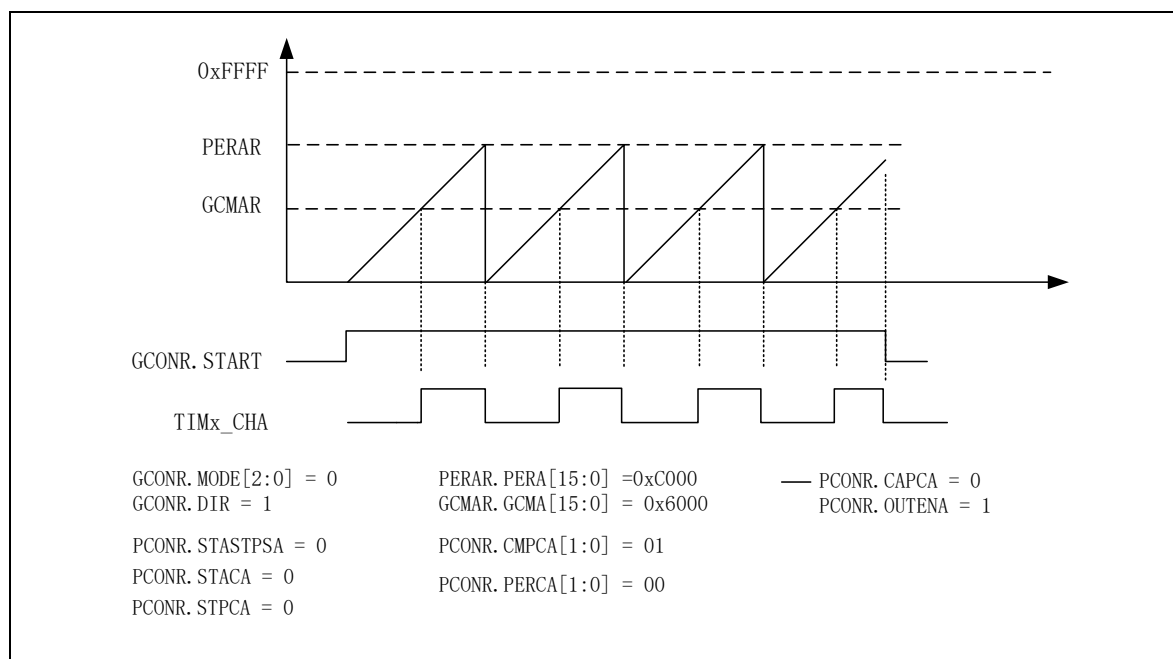 0xFFFF
PERAR
GCMAR
GCONR. START
TIMx_CHA
GCONR. MODE[2:0] = 0 PERAR. PERA[15:0] =0xC000 PCONR. CAPCA = 0
GCONR. DIR = 1 GCMAR. GCMA[15:0] = 0x6000 PCONR. OUTENA = 1
PCONR. STASTPSA = 0 PCONR. CMPCA[1:0] = 01
PCONR. STACA = 0 PCONR. PERCA[1:0] = 00
PCONR. STPCA = 0